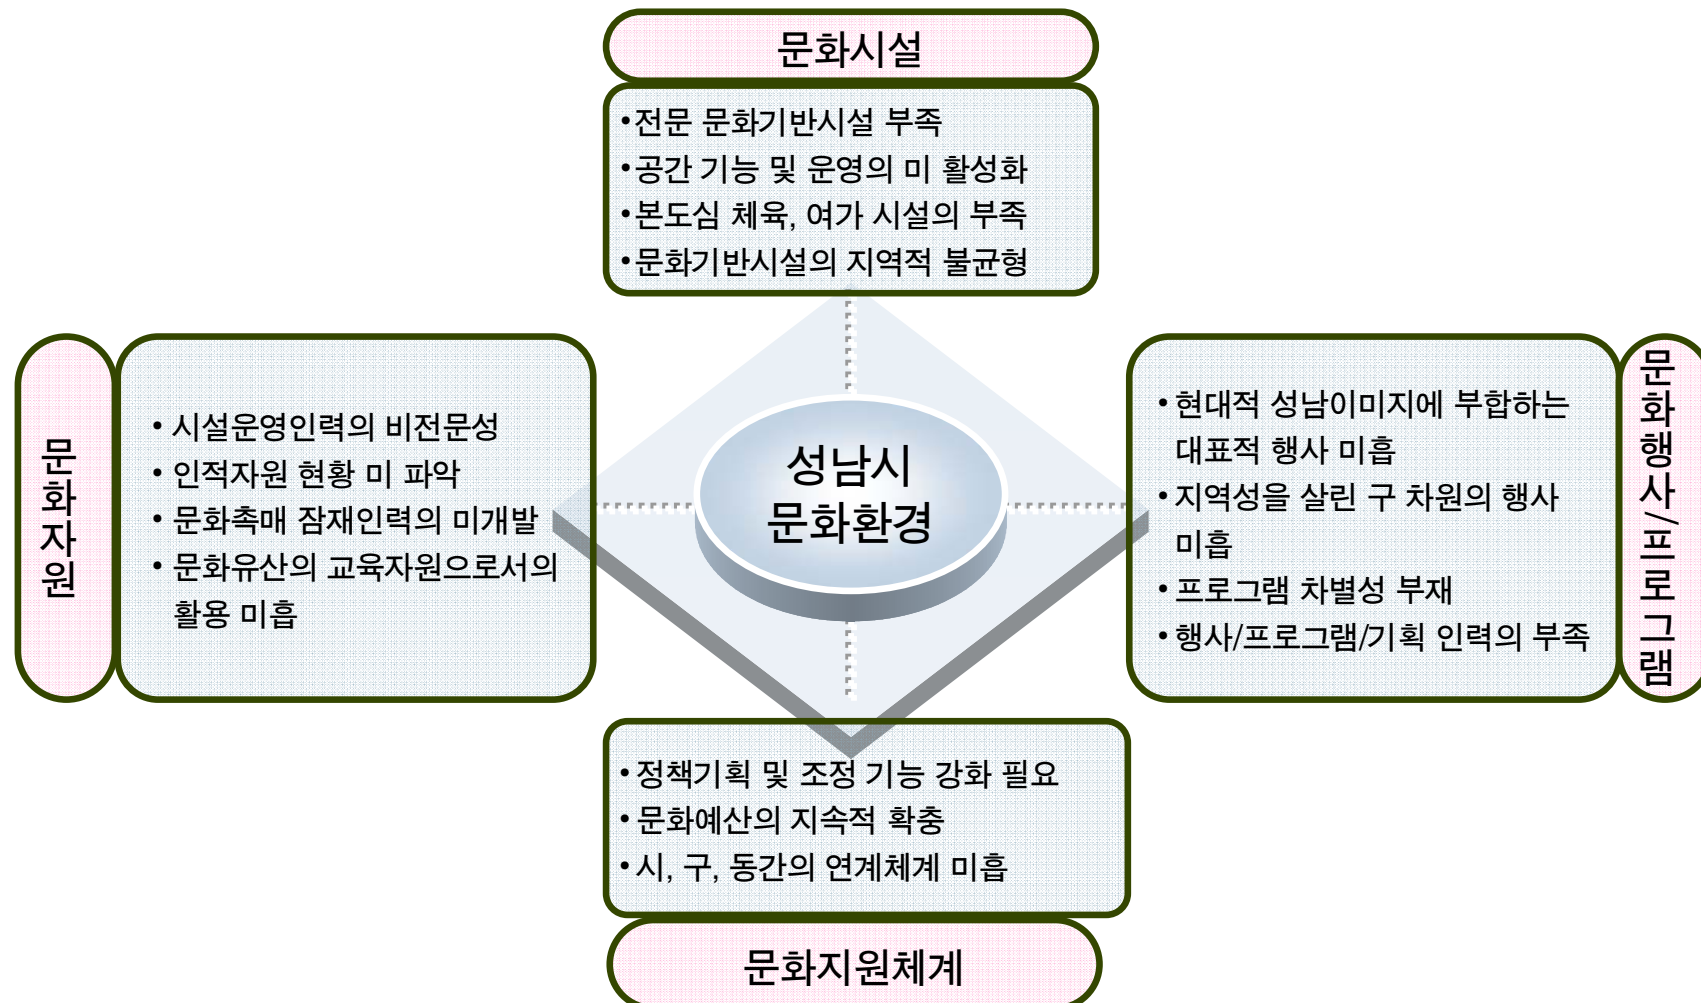 문화시설
•전문 문화기반시설 부족
•공간 기능 및 운영의 미 활성화
•본도심 체육, 여가 시설의 부족
•문화기반시설의 지역적 불균형
문화자원
• 시설운영인력의 비전문성
• 인적자원 현황 미 파악
• 문화촉매 잠재인력의 미개발
• 문화유산의 교육자원으로서의
활용 미흡
성남시
문화환경
• 현대적 성남이미지에 부합하는
대표적 행사 미흡
• 지역성을 살린 구 차원의 행사
미흡
• 프로그램 차별성 부재
• 행사/프로그램/기획 인력의 부족
문화행사/프로그램
• 정책기획 및 조정 기능 강화 필요
• 문화예산의 지속적 확충
• 시, 구, 동간의 연계체계 미흡
문화지원체계